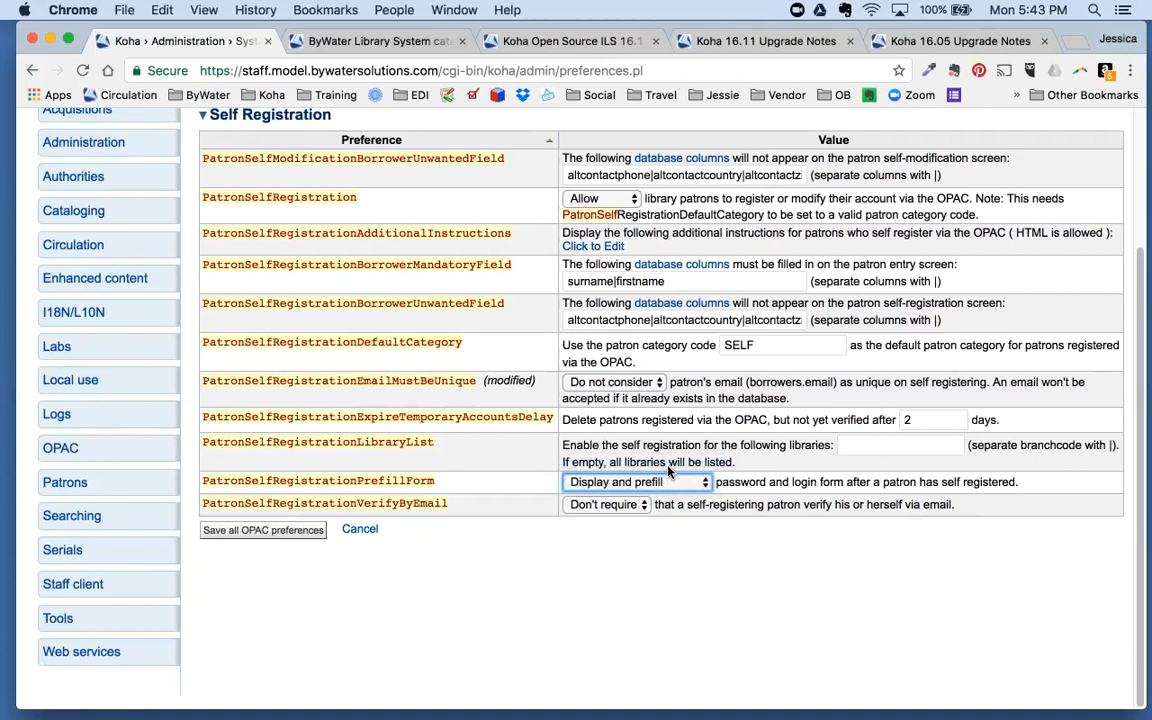 Chrome File Edit View History Bookmarks People Window Help 100% Mon 5:43 PM
Koha › Administration › Syst × ByWater Library System cat × Koha Open Source ILS 16.1 × Koha 16.11 Upgrade Notes × Koha 16.05 Upgrade Notes × Jessica
Secure https://staff.model.bywatersolutions.com/cgi-bin/koha/admin/preferences.pl
Apps Circulation ByWater Koha Training EDI Social Travel Jessie Vendor OB Zoom » Other Bookmarks
Acquisitions
Administration
Authorities
Cataloging
Circulation
Enhanced content
I18N/L10N
Labs
Local use
Logs
OPAC
Patrons
Searching
Serials
Staff client
Tools
Web services
▼Self Registration
Preference Value
PatronSelfModificationBorrowerUnwantedField
The following database columns will not appear on the patron self-modification screen:
altcontactphone|altcontactcountry|altcontactz (separate columns with |)
PatronSelfRegistration
Allow library patrons to register or modify their account via the OPAC. Note: This needs
PatronSelfRegistrationDefaultCategory to be set to a valid patron category code.
PatronSelfRegistrationAdditionalInstructions
Display the following additional instructions for patrons who self register via the OPAC ( HTML is allowed ):
Click to Edit
PatronSelfRegistrationBorrowerMandatoryField
The following database columns must be filled in on the patron entry screen:
surname|firstname (separate columns with |)
PatronSelfRegistrationBorrowerUnwantedField
The following database columns will not appear on the patron self-registration screen:
altcontactphone|altcontactcountry|altcontactz (separate columns with |)
PatronSelfRegistrationDefaultCategory
Use the patron category code SELF as the default patron category for patrons registered
via the OPAC.
PatronSelfRegistrationEmailMustBeUnique (modified)
Do not consider patron's email (borrowers.email) as unique on self registering. An email won't be
accepted if it already exists in the database.
PatronSelfRegistrationExpireTemporaryAccountsDelay
Delete patrons registered via the OPAC, but not yet verified after 2 days.
PatronSelfRegistrationLibraryList
Enable the self registration for the following libraries: (separate branchcode with |).
If empty, all libraries will be listed.
PatronSelfRegistrationPrefillForm
Display and prefill password and login form after a patron has self registered.
PatronSelfRegistrationVerifyByEmail
Don't require that a self-registering patron verify his or herself via email.
Save all OPAC preferences Cancel